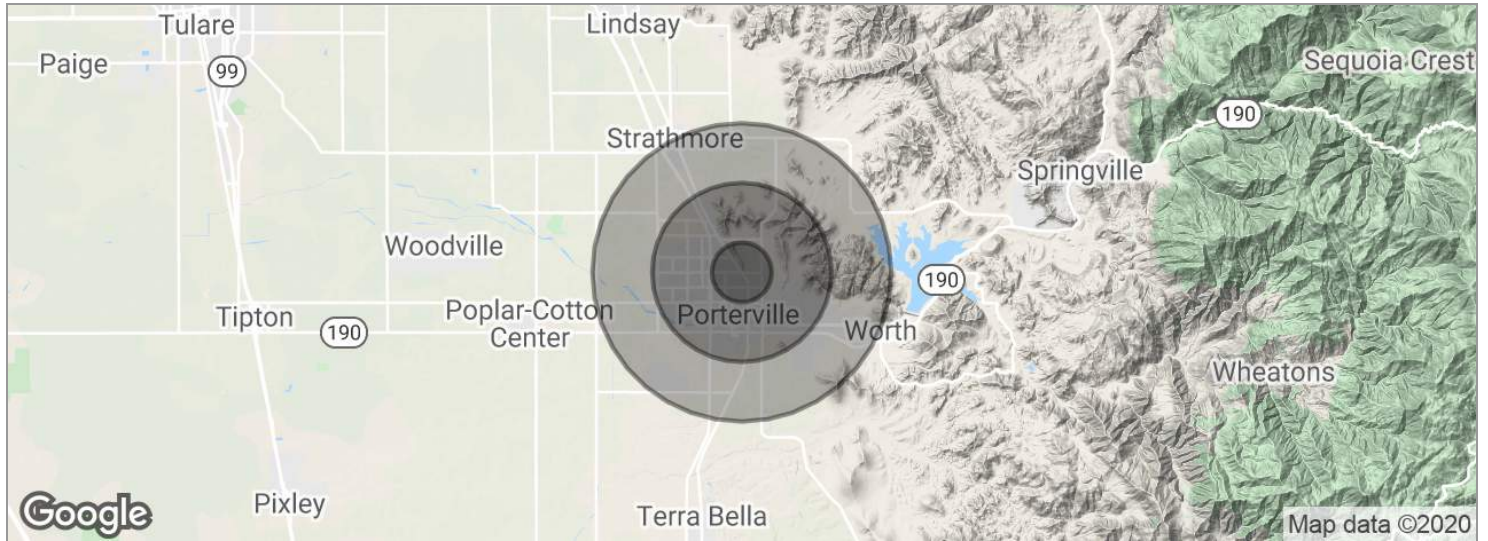 Tulare
Lindsay
Paige
99
Sequoia Crest
190
Strathmore
Springville
Woodville
190
Tipton
190
Poplar-Cotton
Center
Porterville
Worth
Wheatons
Pixley
Terra Bella
Google
Map data ©2020